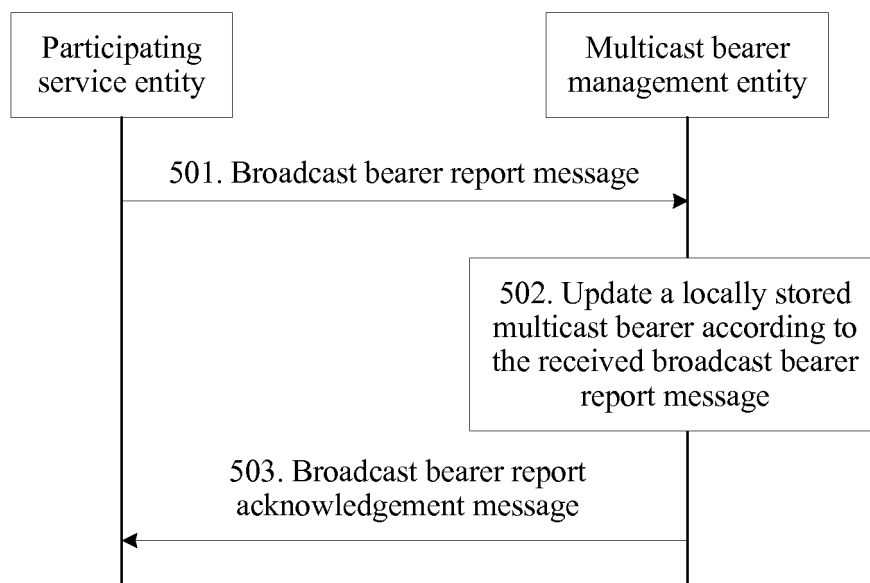 Participating
service entity
Multicast bearer
management entity
501. Broadcast bearer report message
502. Update a locally stored
multicast bearer according to
the received broadcast bearer
report message
503. Broadcast bearer report
acknowledgement message